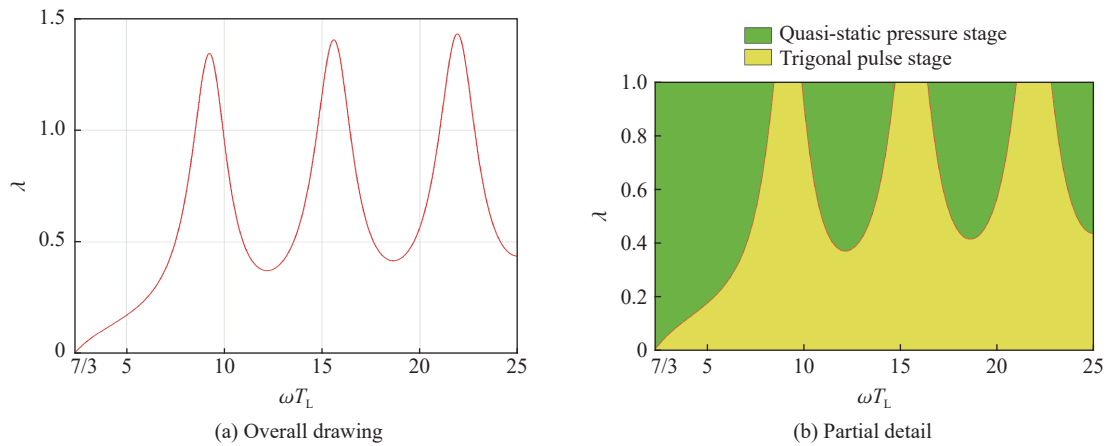 1.5
1.0
λ
0.5
0
7/3 5 10 15 20 25
ωT_L
(a) Overall drawing
Quasi-static pressure stage
Trigonal pulse stage
1.0
0.8
0.6
λ
0.4
0.2
0
7/3 5 10 15 20 25
ωT_L
(b) Partial detail